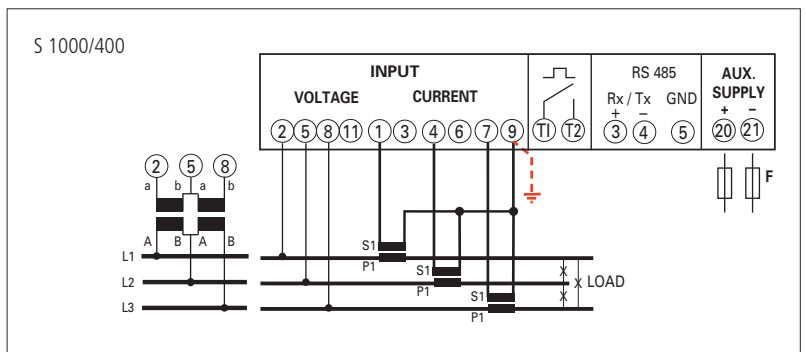 S 1000/400
INPUT
VOLTAGE CURRENT
2 5 8 11 1 3 4 6 7 9
T1 T2
RS 485
Rx / Tx GND
+ −
3 4 5
AUX.
SUPPLY
+ −
20 21
F
2 5 8
a b a b
A B A B
L1
L2
L3
S1
P1
S1
P1
S1
P1
X
X
X
LOAD